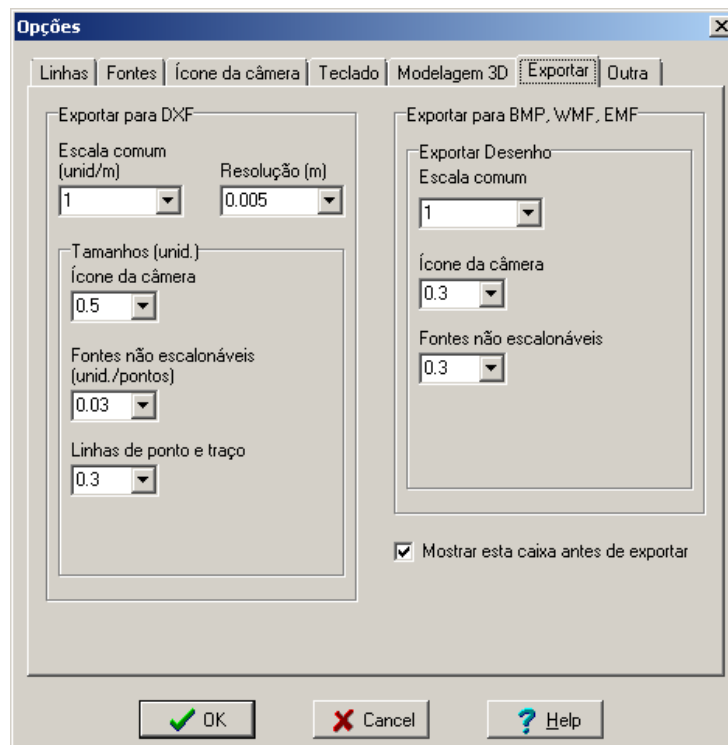 Opções
Linhas Fontes Ícone da câmera Teclado Modelagem 3D Exportar Outra
Exportar para DXF
Escala comum
(unid/m)
1
Resolução (m)
0.005
Tamanhos (unid.)
Ícone da câmera
0.5
Fontes não escalonáveis
(unid./pontos)
0.03
Linhas de ponto e traço
0.3
Exportar para BMP, WMF, EMF
Exportar Desenho
Escala comum
1
Ícone da câmera
0.3
Fontes não escalonáveis
0.3
Mostrar esta caixa antes de exportar
OK Cancel Help